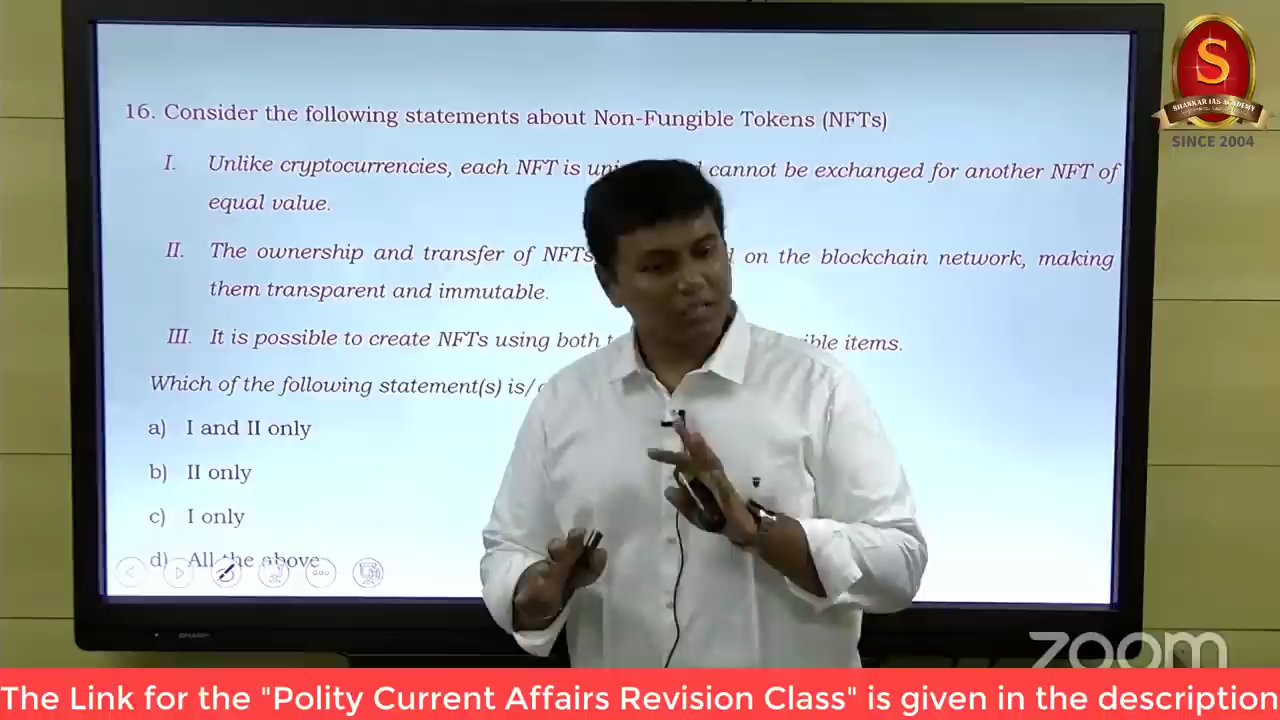 16. Consider the following statements about Non-Fungible Tokens (NFTs)
I. Unlike cryptocurrencies, each NFT is cannot be exchanged for another NFT of
equal value.
II. The ownership and transfer of NFTs on the blockchain network, making
them transparent and immutable.
III. It is possible to create NFTs using both items.
Which of the following statement(s) is/
a) I and II only
b) II only
c) I only
d) All the above
SHARP
S
SHANKAR IAS ACADEMY
SINCE 2004
zoom
The Link for the "Polity Current Affairs Revision Class" is given in the description